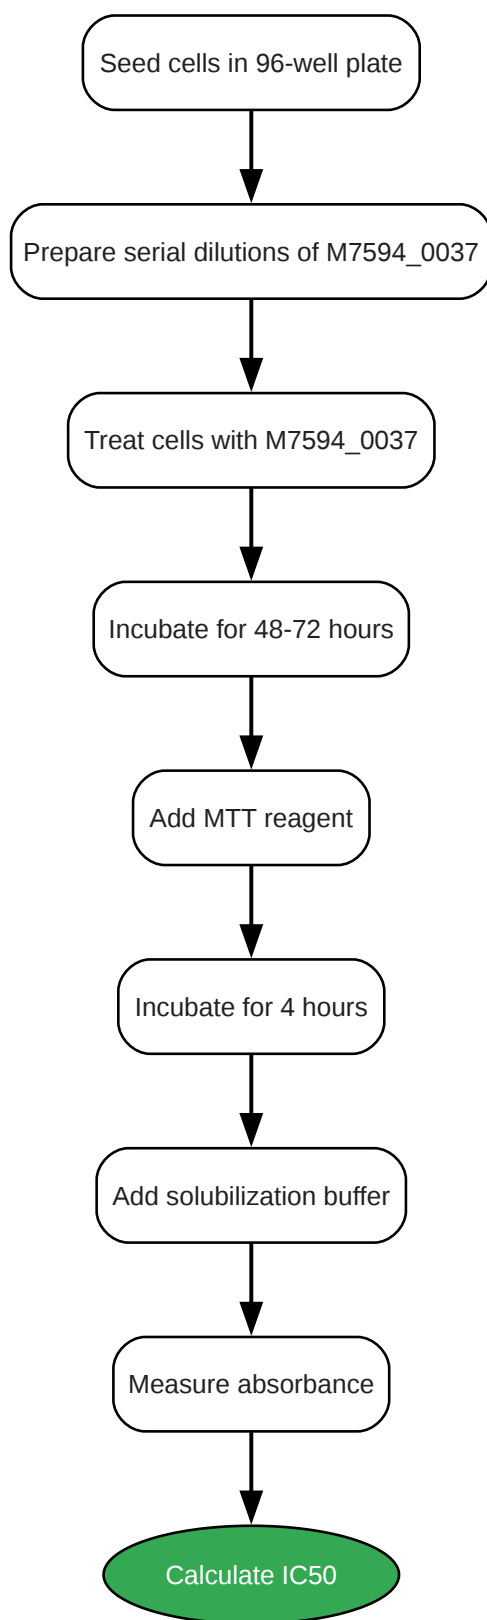 Seed cells in 96-well plate
Prepare serial dilutions of M7594_0037
Treat cells with M7594_0037
Incubate for 48-72 hours
Add MTT reagent
Incubate for 4 hours
Add solubilization buffer
Measure absorbance
Calculate IC50